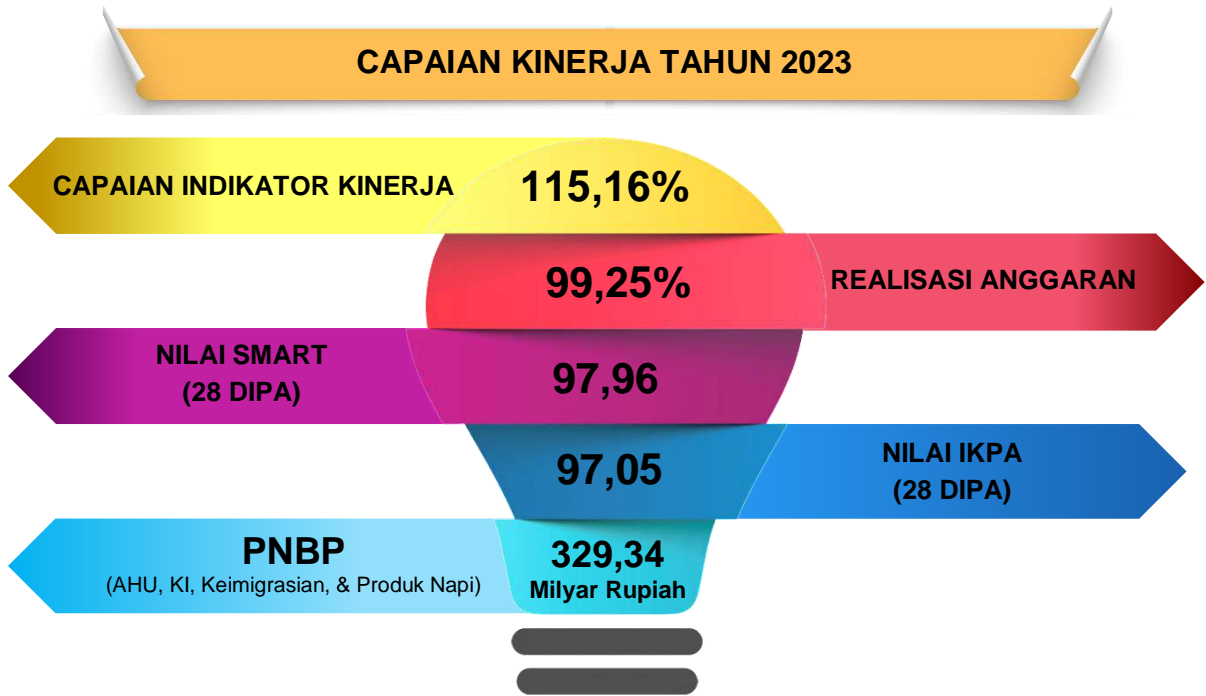 CAPAIAN KINERJA TAHUN 2023
CAPAIAN INDIKATOR KINERJA
115,16%
99,25%
REALISASI ANGGARAN
NILAI SMART
(28 DIPA)
97,96
97,05
NILAI IKPA
(28 DIPA)
PNBP
(AHU, KI, Keimigrasian, & Produk Napi)
329,34
Milyar Rupiah